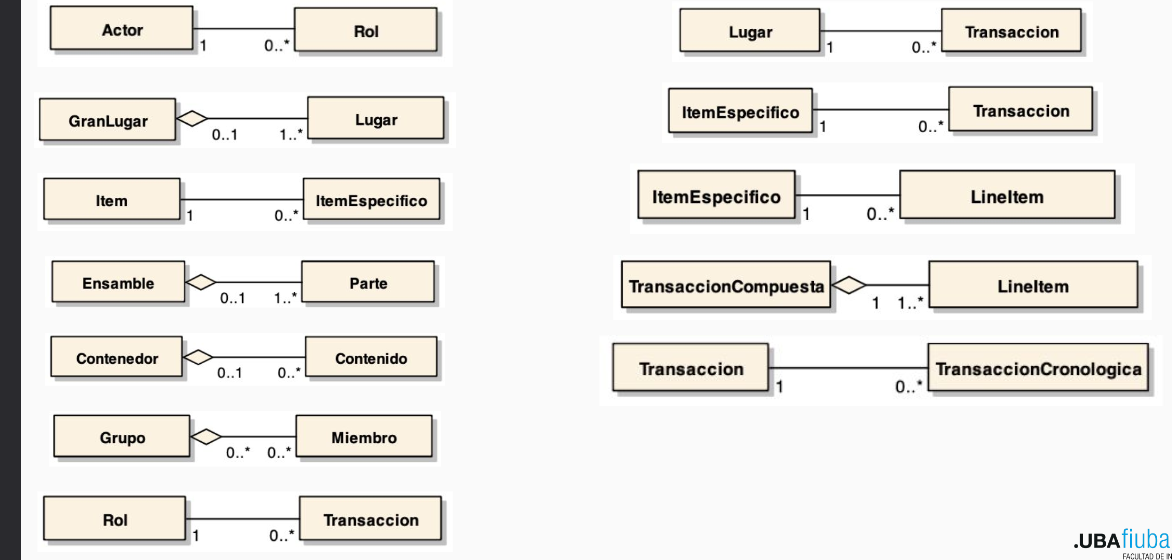 Actor
1
0..*
Rol
GranLugar
0..1
1..*
Lugar
Item
1
0..*
ItemEspecifico
Ensamble
0..1
1..*
Parte
Contenedor
0..1
0..*
Contenido
Grupo
0..*
0..*
Miembro
Rol
1
0..*
Transaccion
Lugar
1
0..*
Transaccion
ItemEspecifico
1
0..*
Transaccion
ItemEspecifico
1
0..*
LineItem
TransaccionCompuesta
1
1..*
LineItem
Transaccion
1
0..*
TransaccionCronologica
.UBAfiuba
FACULTAD DE IN